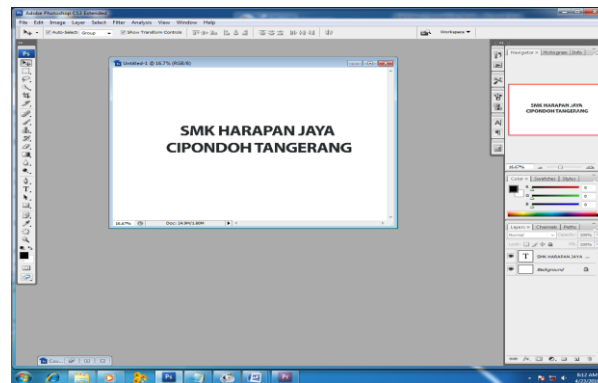 Adobe Photoshop CS3 Extended
File Edit Image Layer Select Filter Analysis View Window Help
Auto-Select: Group Show Transform Controls Workspace
Untitled-1 @ 16.7% (RGB/8)
SMK HARAPAN JAYA
CIPONDOH TANGERANG
16.67%
Navigator Histogram Info
SMK HARAPAN JAYA
CIPONDOH TANGERANG
16.67%
Color Swatches Styles
Layers Channels Paths
Normal Opacity: 100%
SMK HARAPAN JAYA ...
Background
8:12 AM